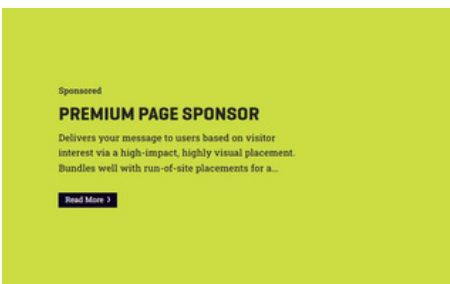 Sponsored
PREMIUM PAGE SPONSOR
Delivers your message to users based on visitor
interest via a high-impact, highly visual placement.
Bundles well with run-of-site placements for a...
Read More >